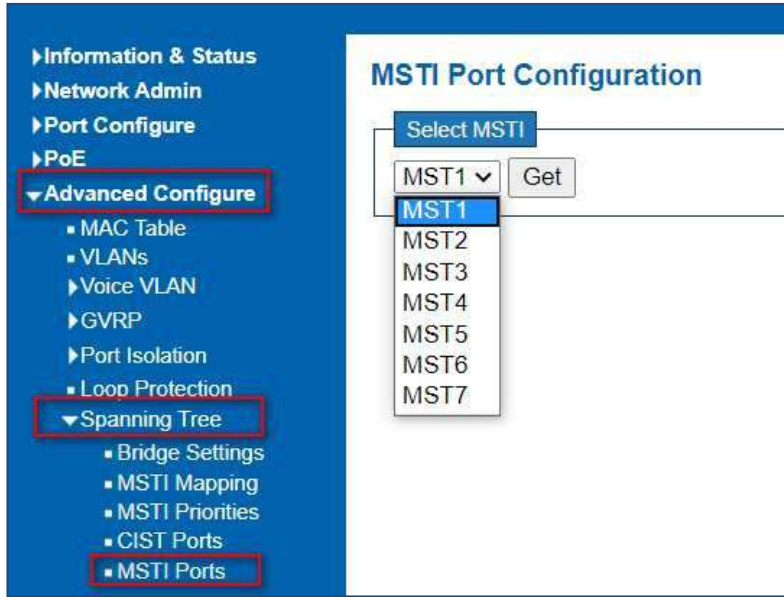 Information & Status
Network Admin
Port Configure
PoE
Advanced Configure
MAC Table
VLANs
Voice VLAN
GVRP
Port Isolation
Loop Protection
Spanning Tree
Bridge Settings
MSTI Mapping
MSTI Priorities
CIST Ports
MSTI Ports
MSTI Port Configuration
Select MSTI
MST1 Get
MST1
MST2
MST3
MST4
MST5
MST6
MST7